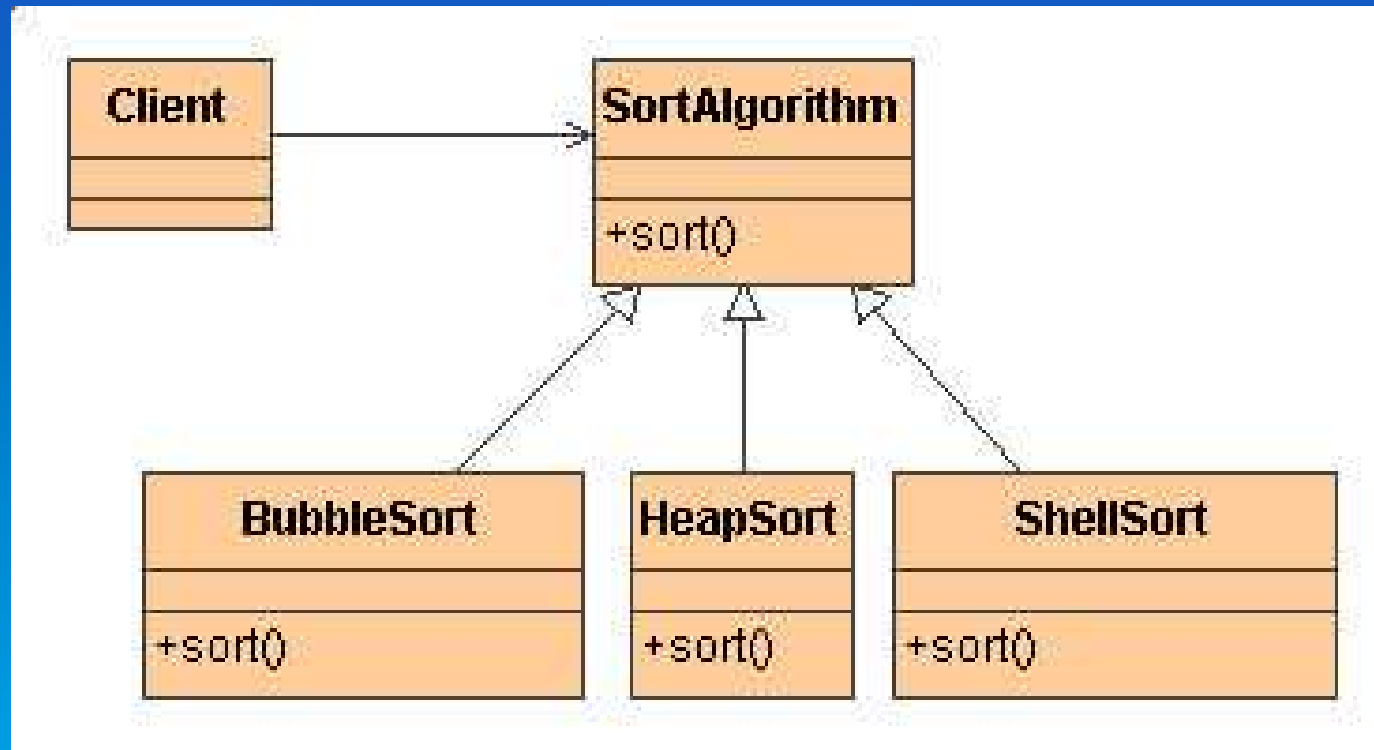 Client
SortAlgorithm
+sort()
BubbleSort
HeapSort
ShellSort
+sort()
+sort()
+sort()